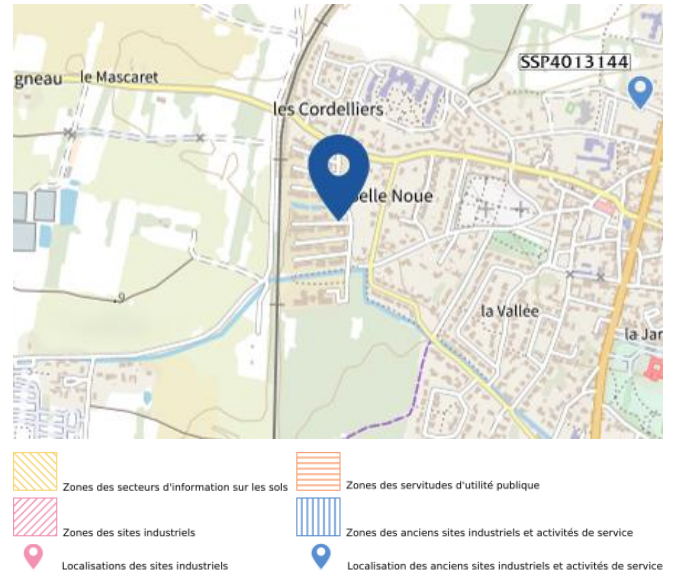 SSP4013144
gneau
le Mascaret
les Cordelliers
Belle Noue
9
la Vallée
la Jar
Zones des secteurs d'information sur les sols
Zones des servitudes d'utilité publique
Zones des sites industriels
Zones des anciens sites industriels et activités de service
Localisations des sites industriels
Localisation des anciens sites industriels et activités de service